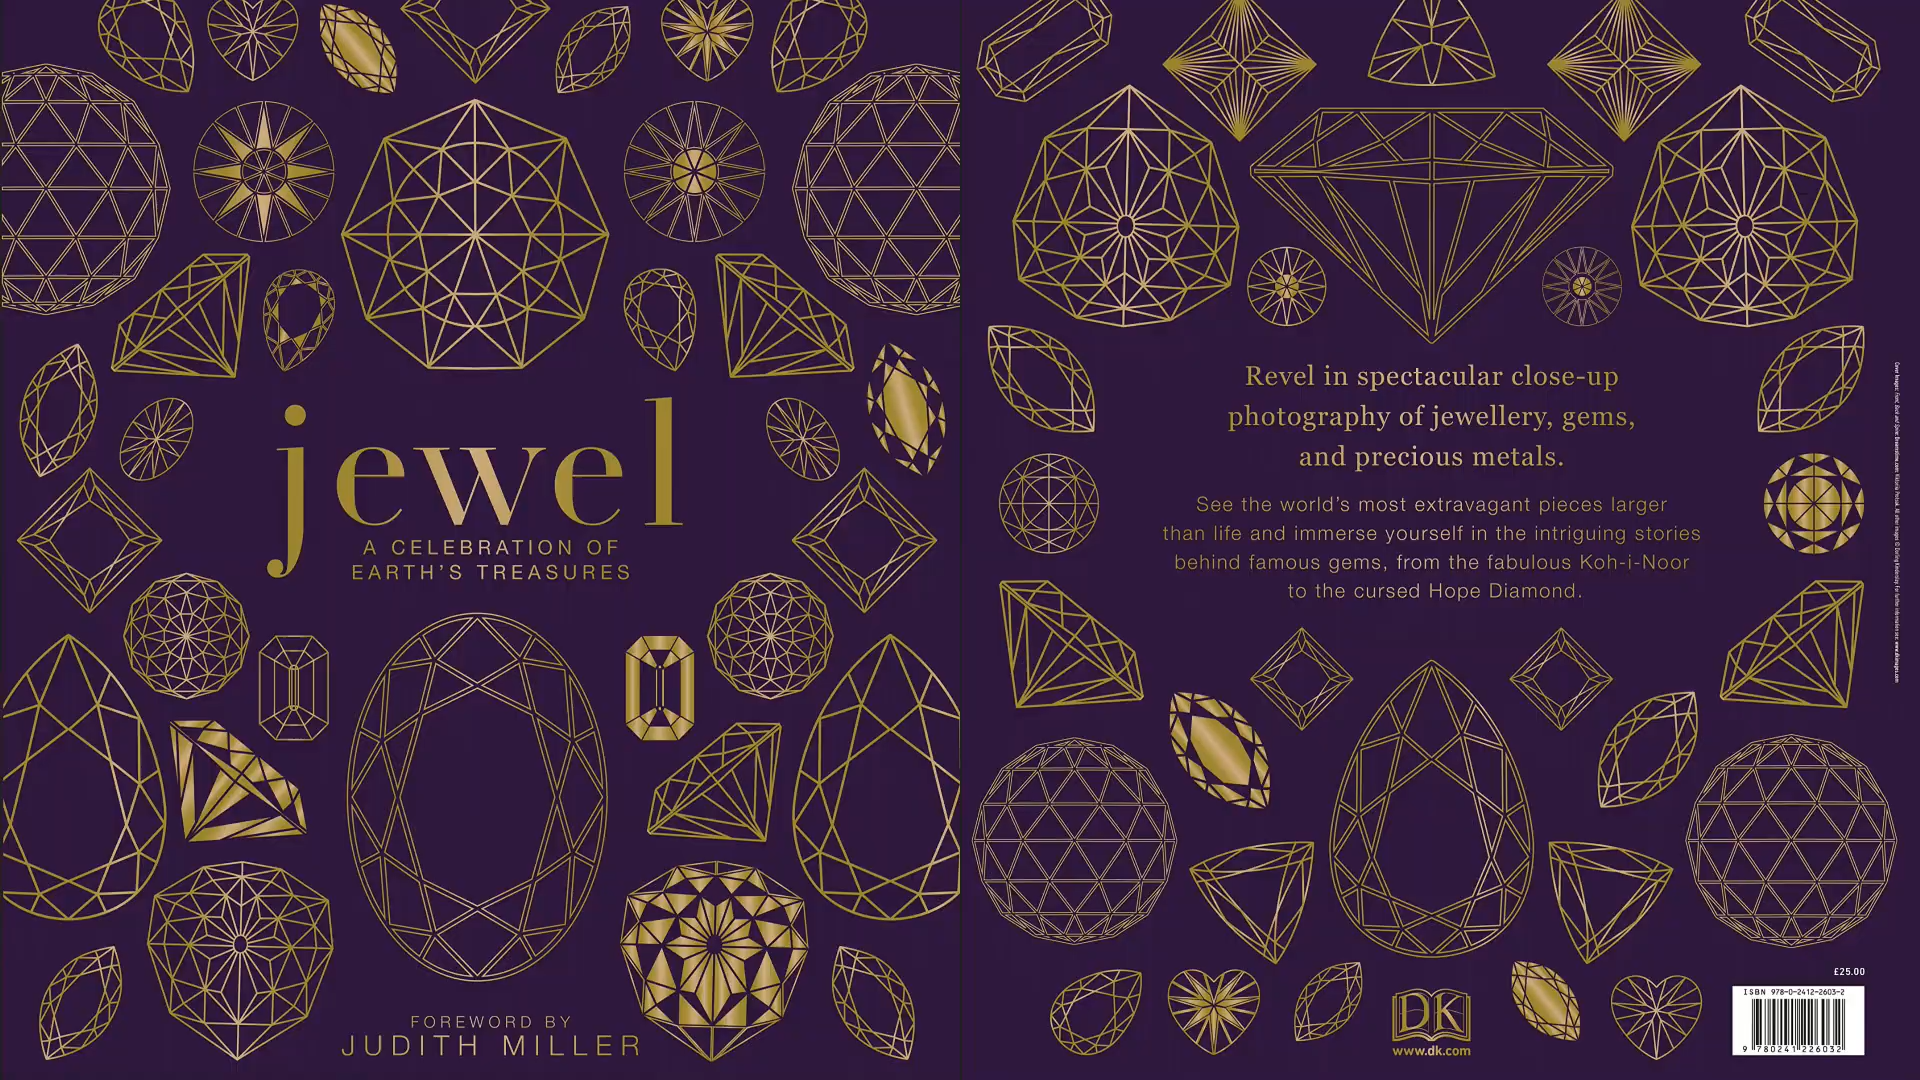 jewel
A CELEBRATION OF
EARTH'S TREASURES
FOREWORD BY
JUDITH MILLER
Revel in spectacular close-up
photography of jewellery, gems,
and precious metals.
See the world's most extravagant pieces larger
than life and immerse yourself in the intriguing stories
behind famous gems, from the fabulous Koh-i-Noor
to the cursed Hope Diamond.
DK
www.dk.com
£25.00
ISBN 978-0-2412-2603-2
9 780241 226032